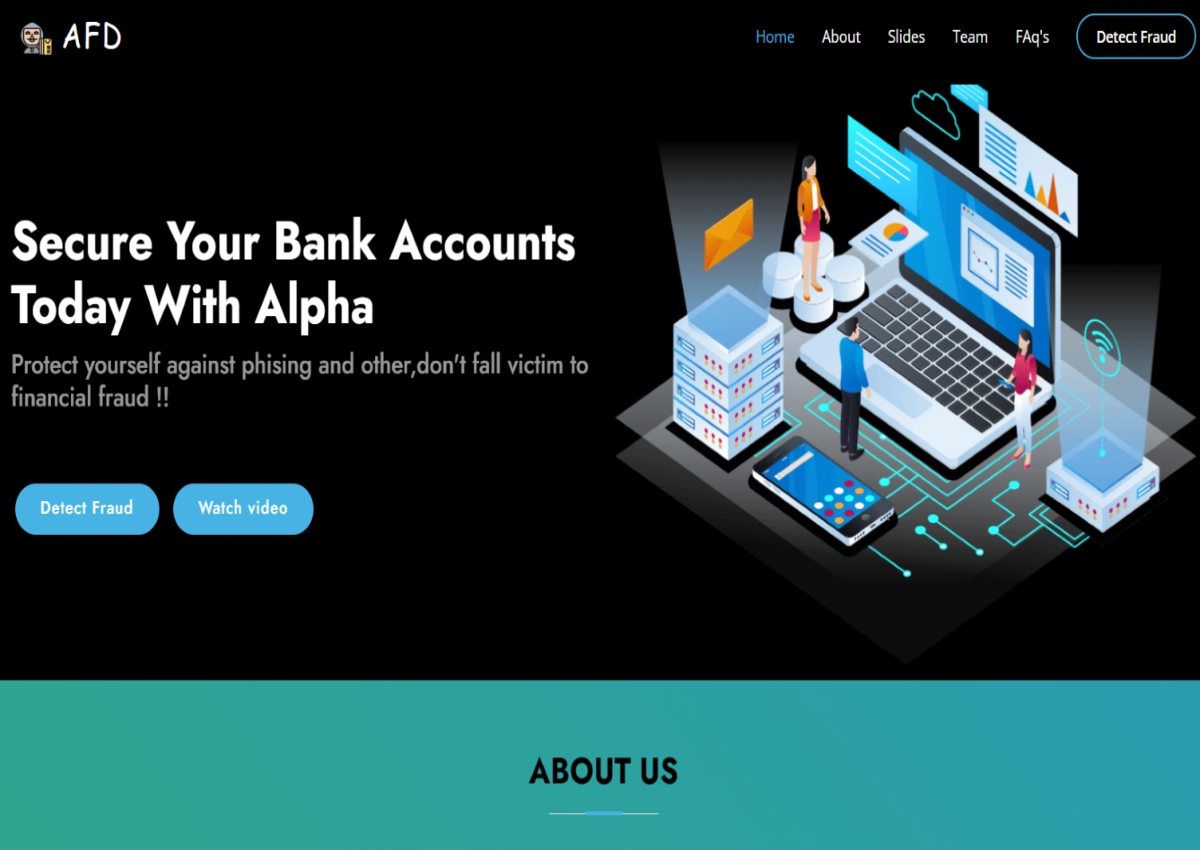 AFD
Home
About
Slides
Team
FAq's
Detect Fraud
Secure Your Bank Accounts
Today With Alpha
Protect yourself against phising and other,don't fall victim to
financial fraud !!
Detect Fraud
Watch video
ABOUT US